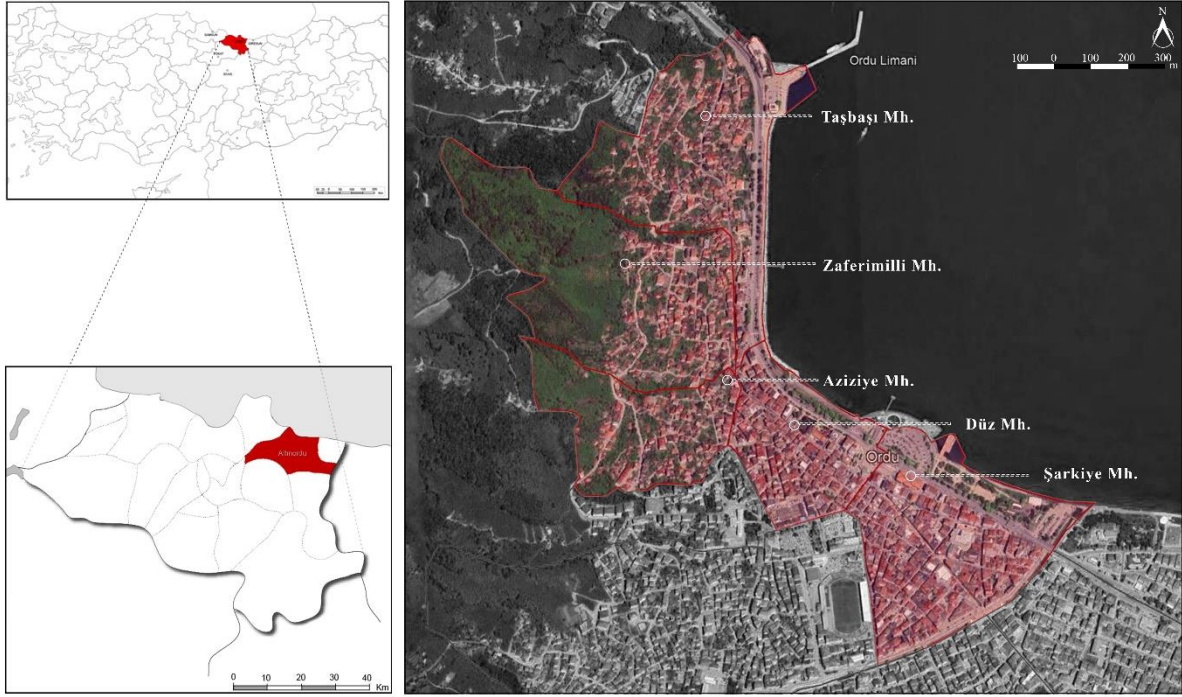 N
100 0 100 200 300 m
Ordu Limani
Taşbaşı Mh.
Zaferimilli Mh.
Aziziye Mh.
Düz Mh.
Ordu
Şarkiye Mh.
Altınordu
0 10 20 30 40
Km